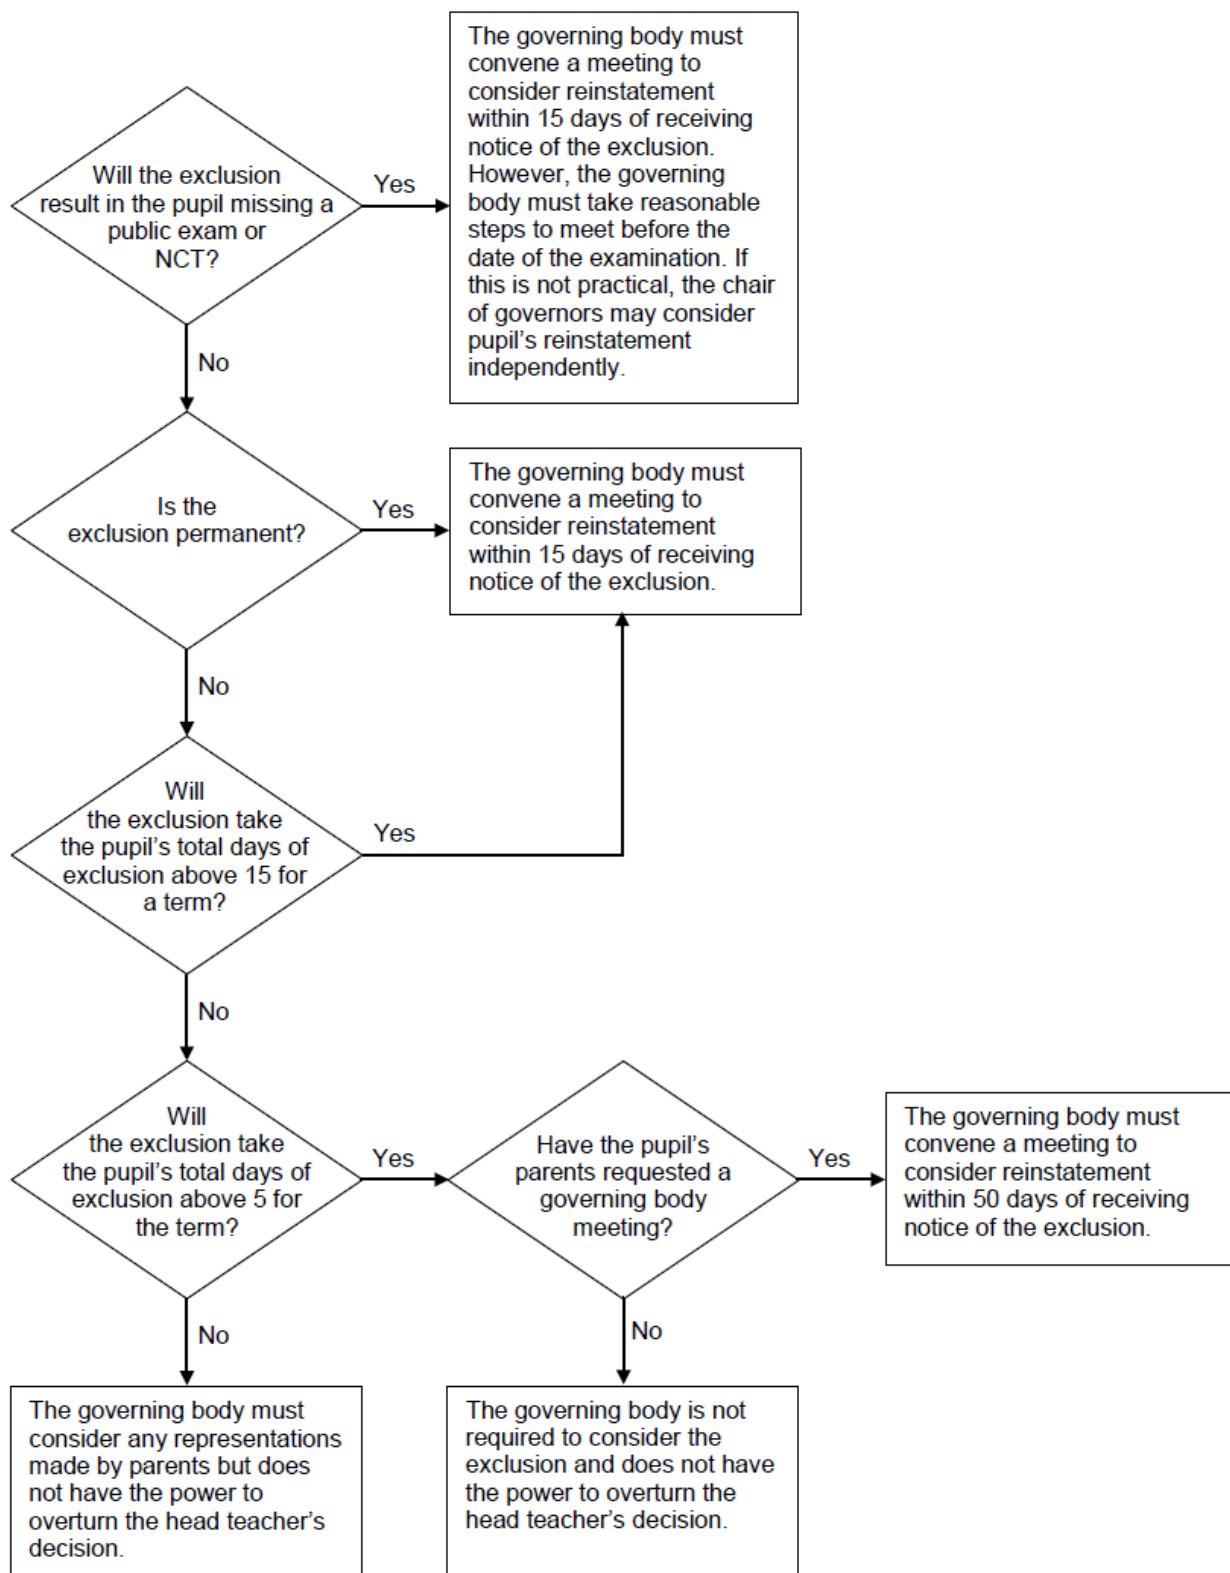 Will the exclusion
result in the pupil missing a
public exam or
NCT?
Yes
The governing body must
convene a meeting to
consider reinstatement
within 15 days of receiving
notice of the exclusion.
However, the governing
body must take reasonable
steps to meet before the
date of the examination. If
this is not practical, the chair
of governors may consider
pupil's reinstatement
independently.
No
Is the
exclusion permanent?
Yes
The governing body must
convene a meeting to
consider reinstatement
within 15 days of receiving
notice of the exclusion.
No
Will
the exclusion take
the pupil's total days of
exclusion above 15 for
a term?
Yes
No
Will
the exclusion take
the pupil's total days of
exclusion above 5 for
the term?
Yes
Have the pupil's
parents requested a
governing body
meeting?
Yes
The governing body must
convene a meeting to
consider reinstatement
within 50 days of receiving
notice of the exclusion.
No
No
The governing body must
consider any representations
made by parents but does
not have the power to
overturn the head teacher's
decision.
The governing body is not
required to consider the
exclusion and does not have
the power to overturn the
head teacher's decision.